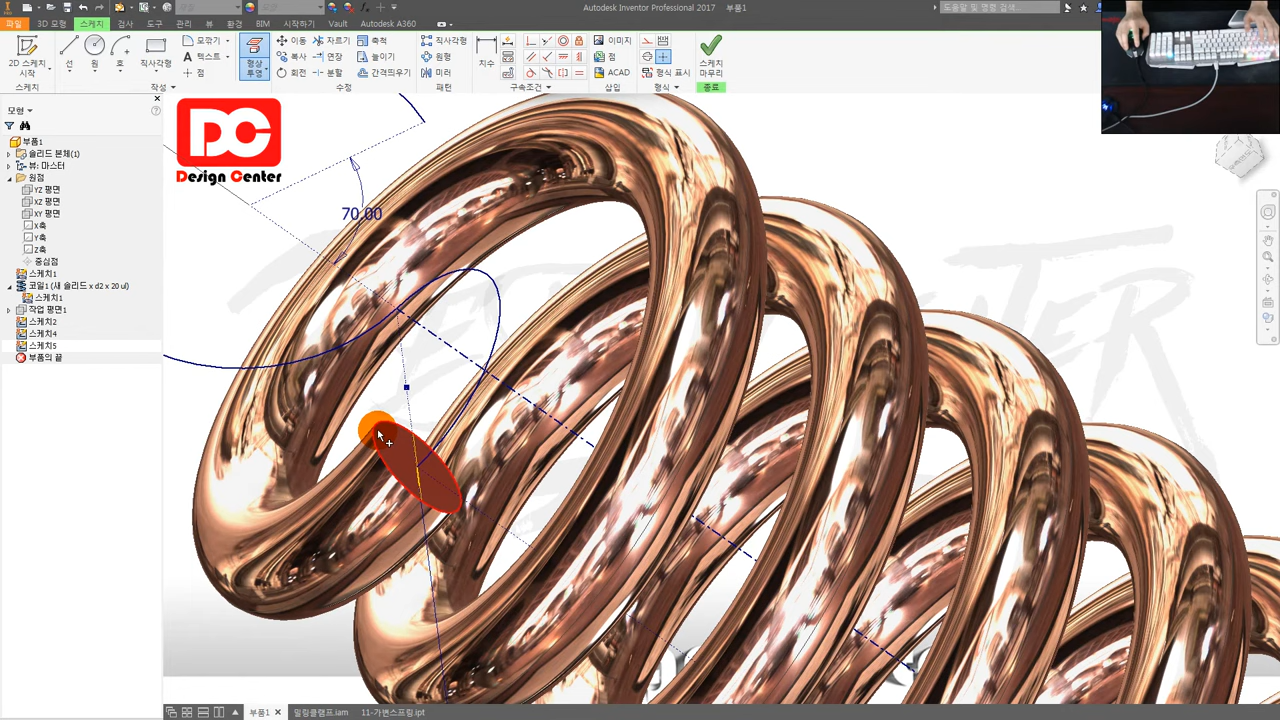 Autodesk Inventor Professional 2017 부품1
도움말 및 명령 검색...
파일 3D 모형 스케치 검사 도구 관리 뷰 환경 BIM 시작하기 Vault Autodesk A360
2D 스케치 시작
선 원 호 직사각형
모깎기
텍스트
점
형상 투영
이동 자르기 축척
복사 연장 늘이기
회전 분할 간격띄우기
직사각형
원형
미러
치수
이미지
점
ACAD
형식 표시
스케치 마무리
스케치 작성 수정 패턴 구속조건 삽입 형식 종료
모형
부품1
솔리드 본체(1)
뷰: 마스터
원점
YZ 평면
XZ 평면
XY 평면
X축
Y축
Z축
중심점
스케치1
코일1 (새 솔리드 x d2 x 20 ul)
스케치1
작업 평면1
스케치2
스케치4
스케치5
부품의 끝
DC
Design Center
70.00
부품1 밀링클램프.iam 11-가변스프링.ipt